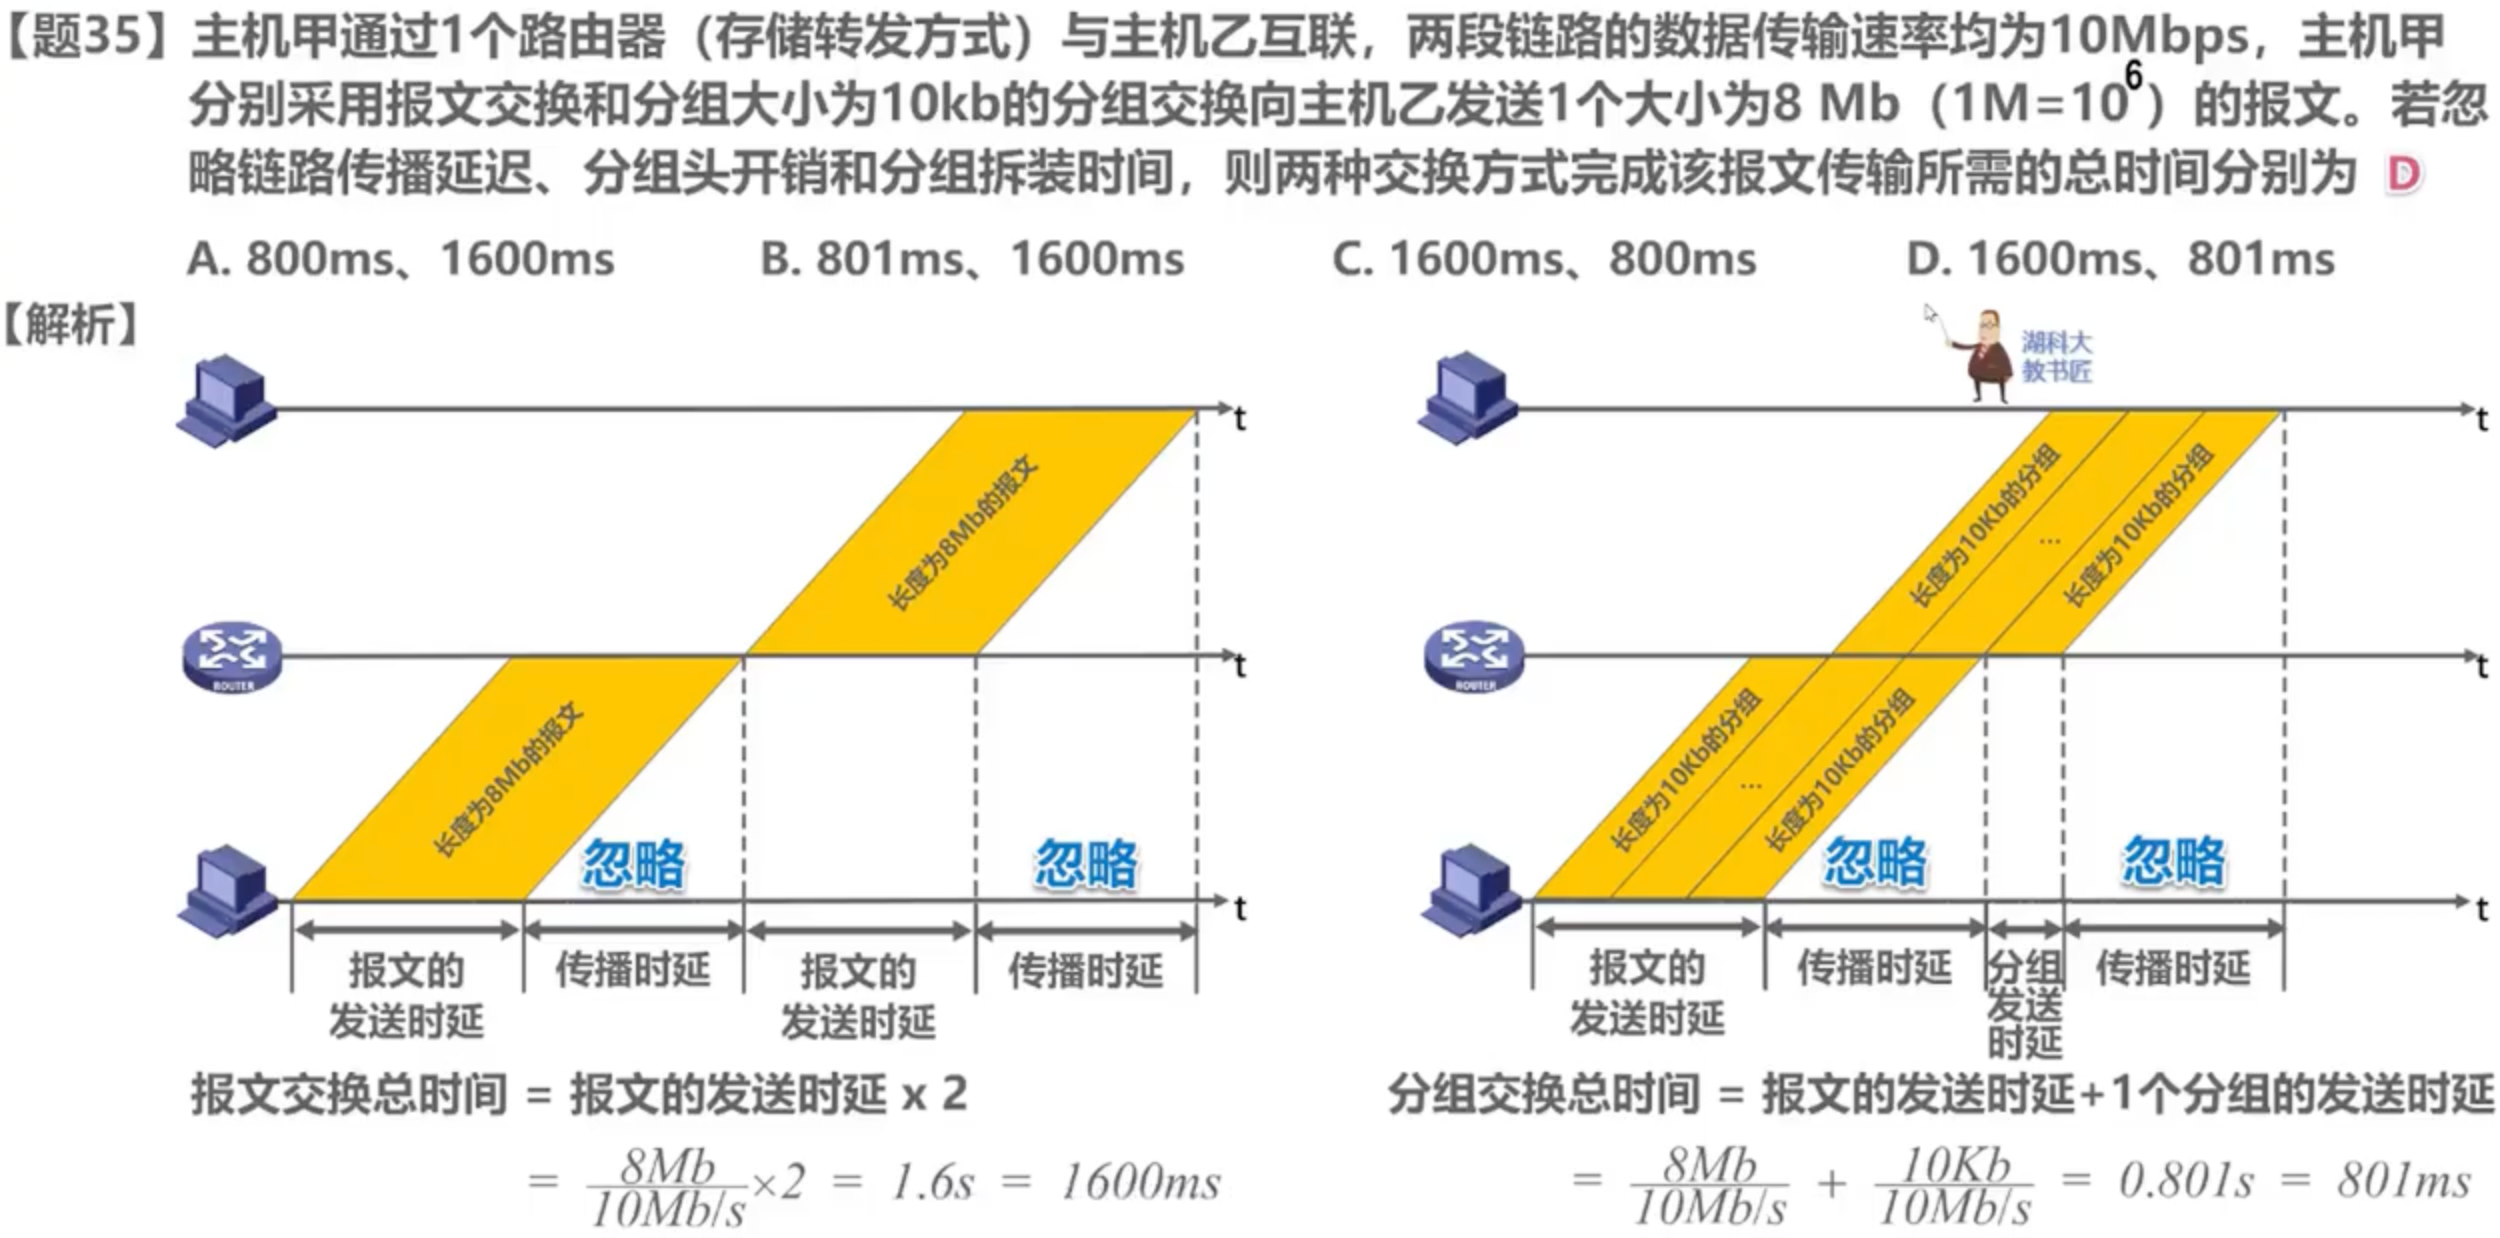 【题35】主机甲通过1个路由器（存储转发方式）与主机乙互联，两段链路的数据传输速率均为10Mbps，主机甲
分别采用报文交换和分组大小为10kb的分组交换向主机乙发送1个大小为8 Mb（1M=10⁶）的报文。若忽
略链路传播延迟、分组头开销和分组拆装时间，则两种交换方式完成该报文传输所需的总时间分别为 D
A. 800ms、1600ms B. 801ms、1600ms C. 1600ms、800ms D. 1600ms、801ms
【解析】
湖科大
教书匠
t
长度为8Mb的报文
ROUTER
t
长度为8Mb的报文
忽略
忽略
t
报文的
发送时延
传播时延
报文的
发送时延
传播时延
报文交换总时间 = 报文的发送时延 x 2
= 8Mb/10Mb/s ×2 = 1.6s = 1600ms
t
长度为10Kb的分组
...
长度为10Kb的分组
ROUTER
t
长度为10Kb的分组
...
长度为10Kb的分组
忽略
忽略
t
报文的
发送时延
传播时延
分组
发送
时延
传播时延
分组交换总时间 = 报文的发送时延+1个分组的发送时延
= 8Mb/10Mb/s + 10Kb/10Mb/s = 0.801s = 801ms